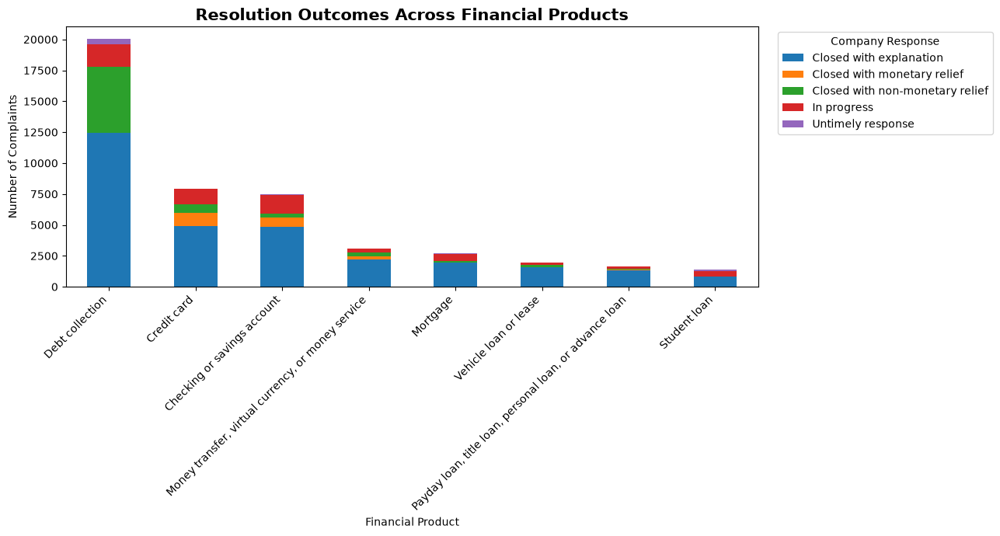 Resolution Outcomes Across Financial Products
Number of Complaints
20000
17500
15000
12500
10000
7500
5000
2500
0
Debt collection
Credit card
Checking or savings account
Money transfer, virtual currency, or money service
Mortgage
Vehicle loan or lease
Payday loan, title loan, personal loan, or advance loan
Student loan
Financial Product
Company Response
Closed with explanation
Closed with monetary relief
Closed with non-monetary relief
In progress
Untimely response